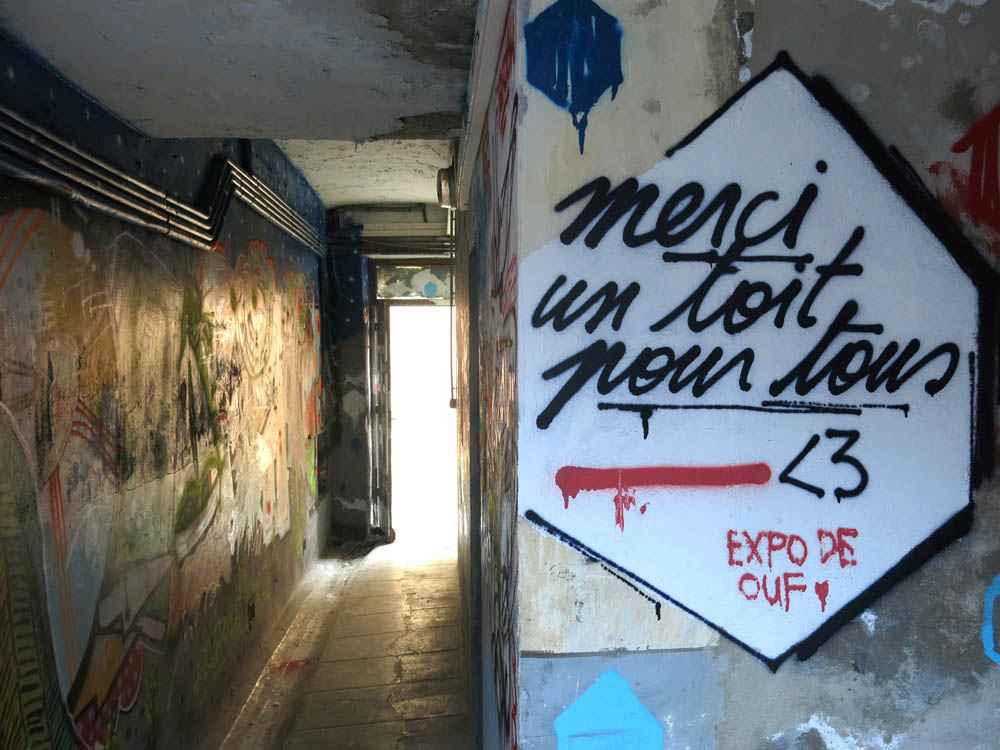 merci
un toit
pour tous
<3
EXPO DE
OUF